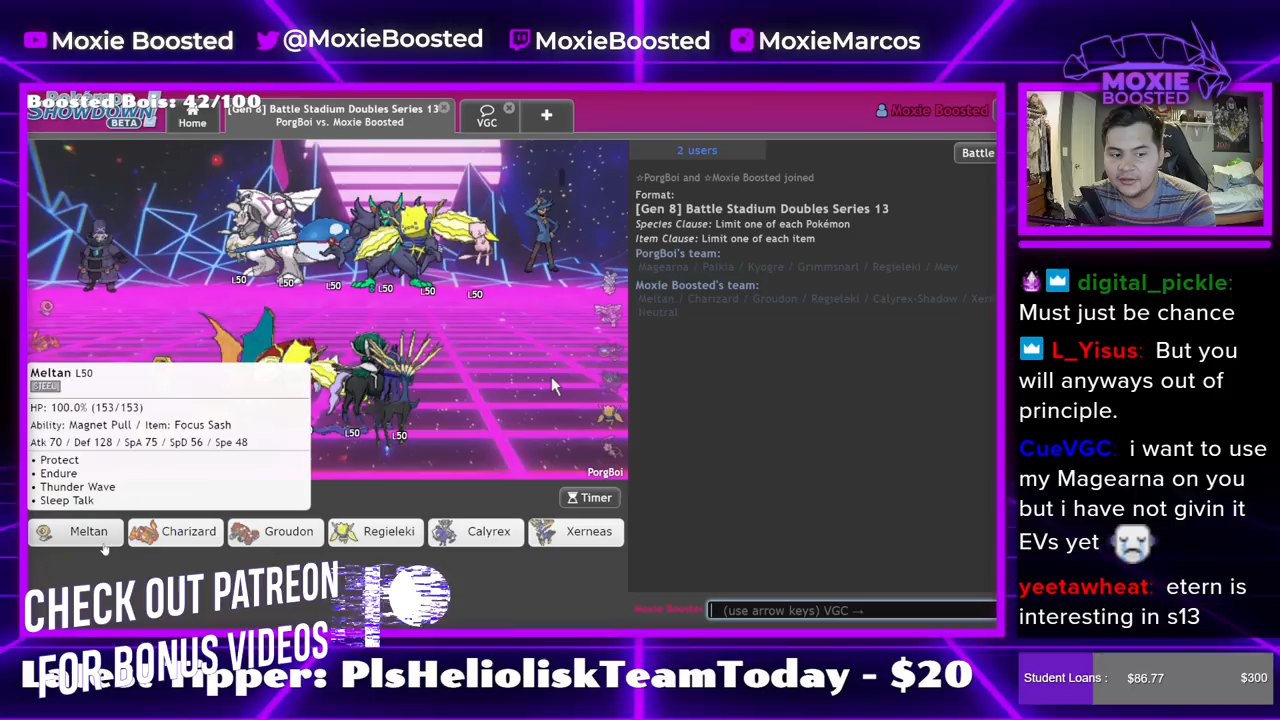 Moxie Boosted
@MoxieBoosted
MoxieBoosted
MoxieMarcos
MOXIE
BOOSTED
Boosted Bois: 42/100
SHOWDOWN
BETA
Home
[Gen 8] Battle Stadium Doubles Series 13
PorgBoi vs. Moxie Boosted
VGC
+
Moxie Boosted
2 users
Battle
☆PorgBoi and ☆Moxie Boosted joined
Format:
[Gen 8] Battle Stadium Doubles Series 13
Species Clause: Limit one of each Pokémon
Item Clause: Limit one of each item
PorgBoi's team:
Magearna / Palkia / Kyogre / Grimmsnarl / Regieleki / Mew
Moxie Boosted's team:
Meltan / Charizard / Groudon / Regieleki / Calyrex-Shadow / Xern
Neutral
L50
L50
L50
L50
L50
L50
L50
L50
Meltan L50
STEEL
HP: 100.0% (153/153)
Ability: Magnet Pull / Item: Focus Sash
Atk 70 / Def 128 / SpA 75 / SpD 56 / Spe 48
• Protect
• Endure
• Thunder Wave
• Sleep Talk
PorgBoi
Timer
Meltan
Charizard
Groudon
Regieleki
Calyrex
Xerneas
Moxie Booste
(use arrow keys) VGC →
CHECK OUT PATREON
FOR BONUS VIDEOS
Tipper: PlsHelioliskTeamToday - $20
digital_pickle:
Must just be chance
L_Yisus: But you
will anyways out of
principle.
CueVGC: i want to use
my Magearna on you
but i have not givin it
EVs yet
yeetawheat: etern is
interesting in s13
Student Loans : $86.77 $300